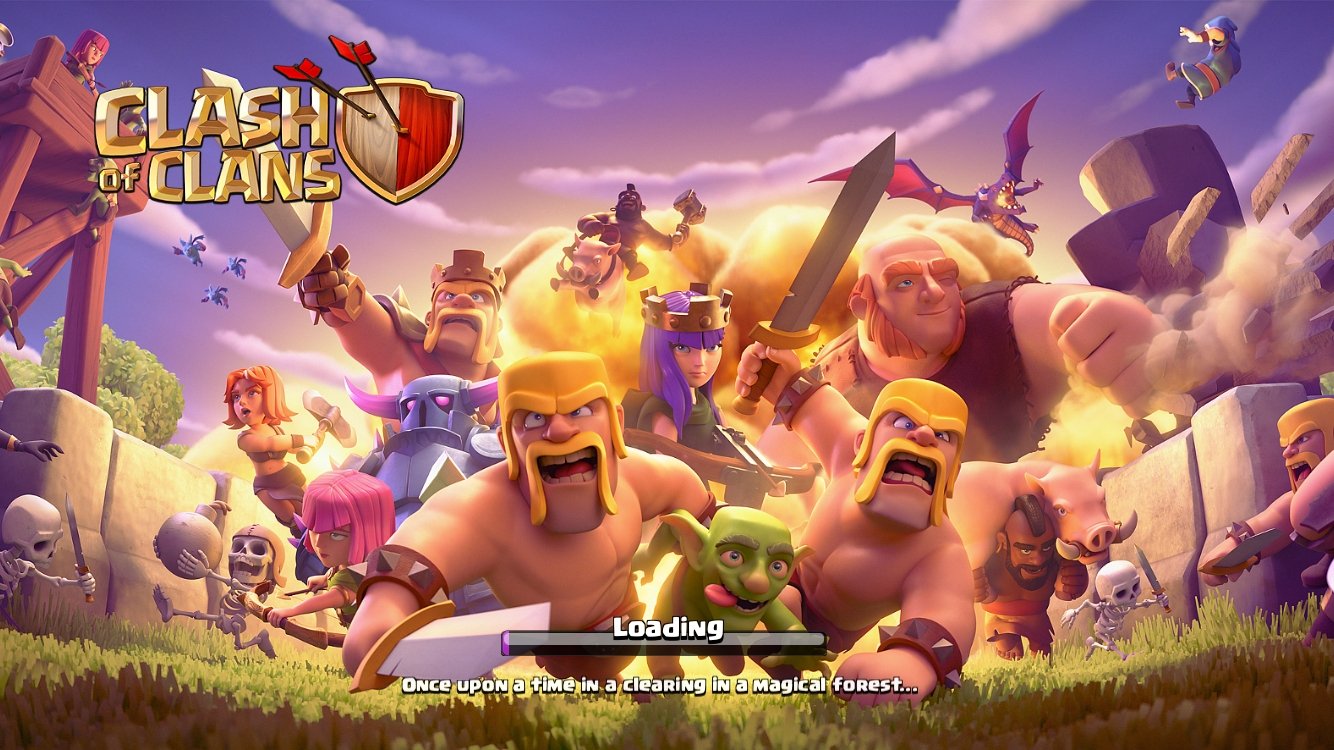 CLASH
OF CLANS
Loading
Once upon a time in a clearing in a magical forest...